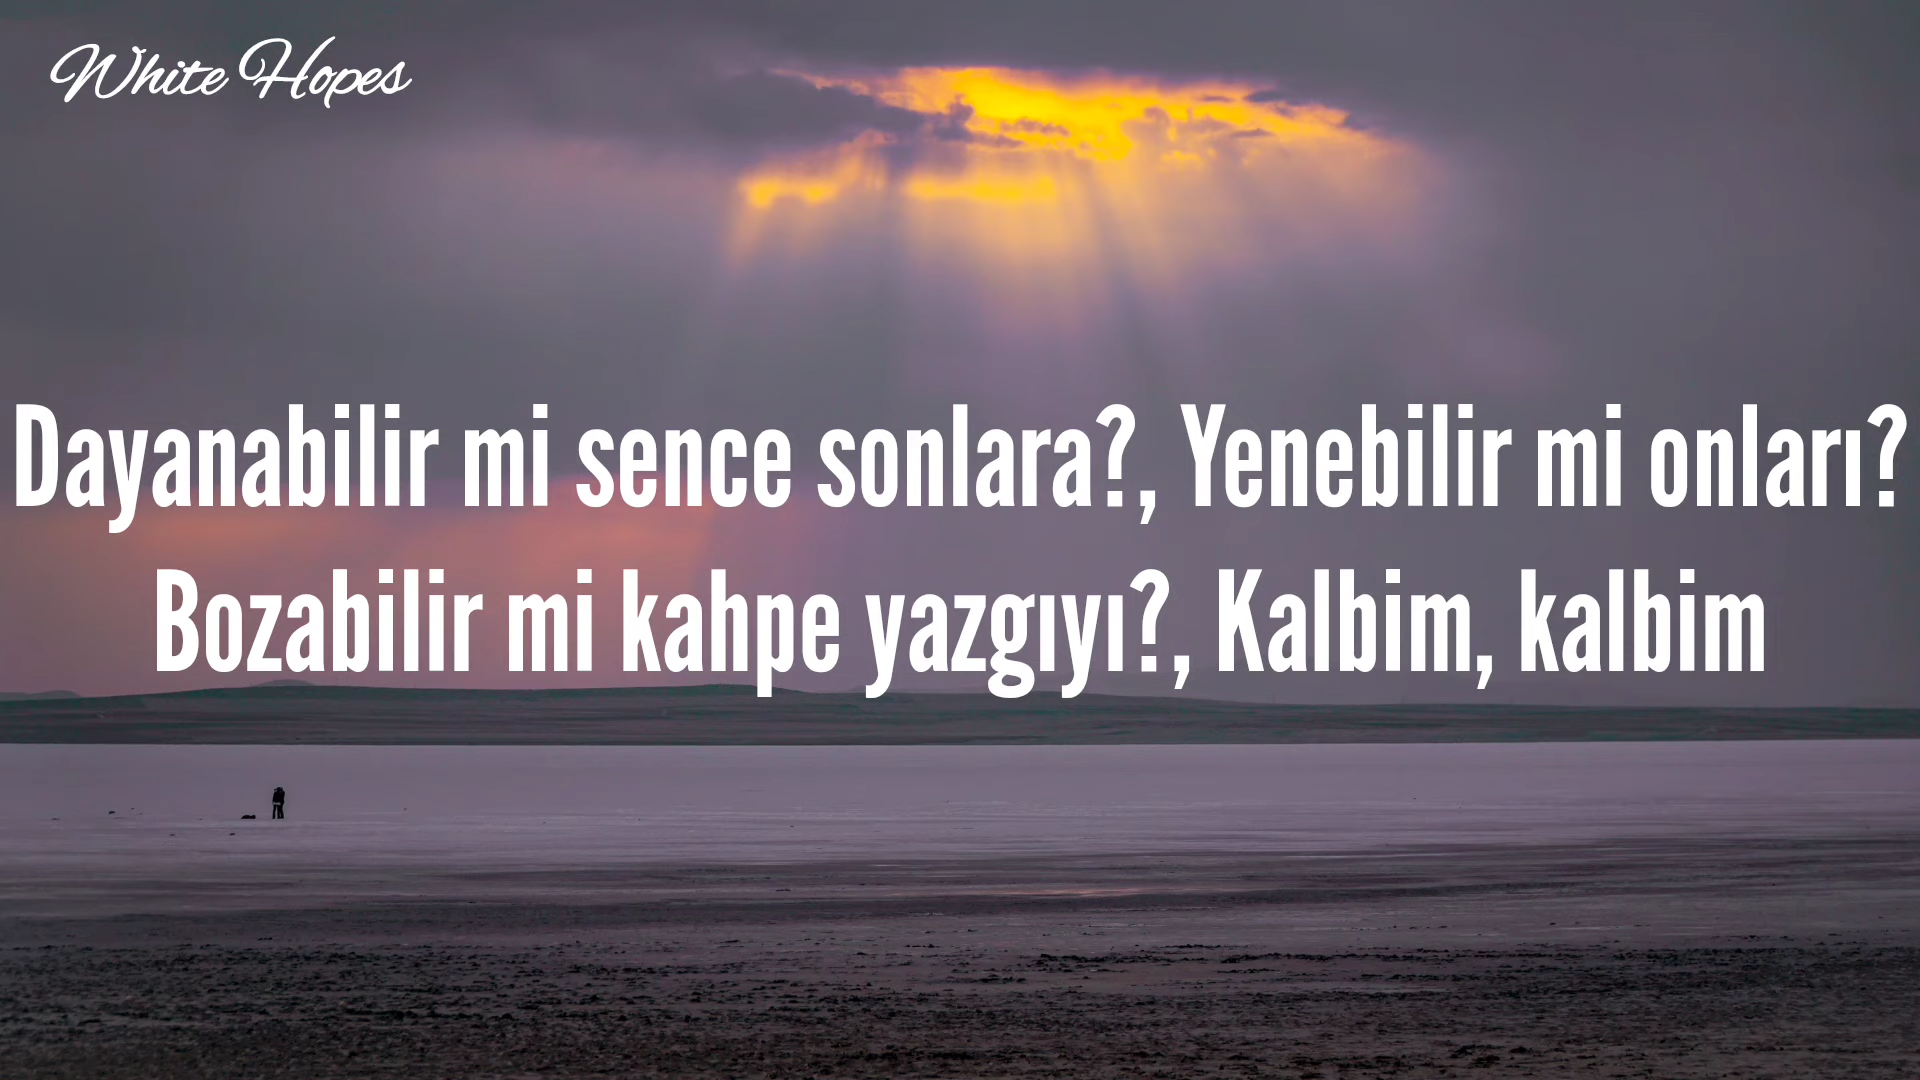 White Hopes
Dayanabilir mi sence sonlara?, Yenebilir mi onları?
Bozabilir mi kahpe yazgıyı?, Kalbim, kalbim